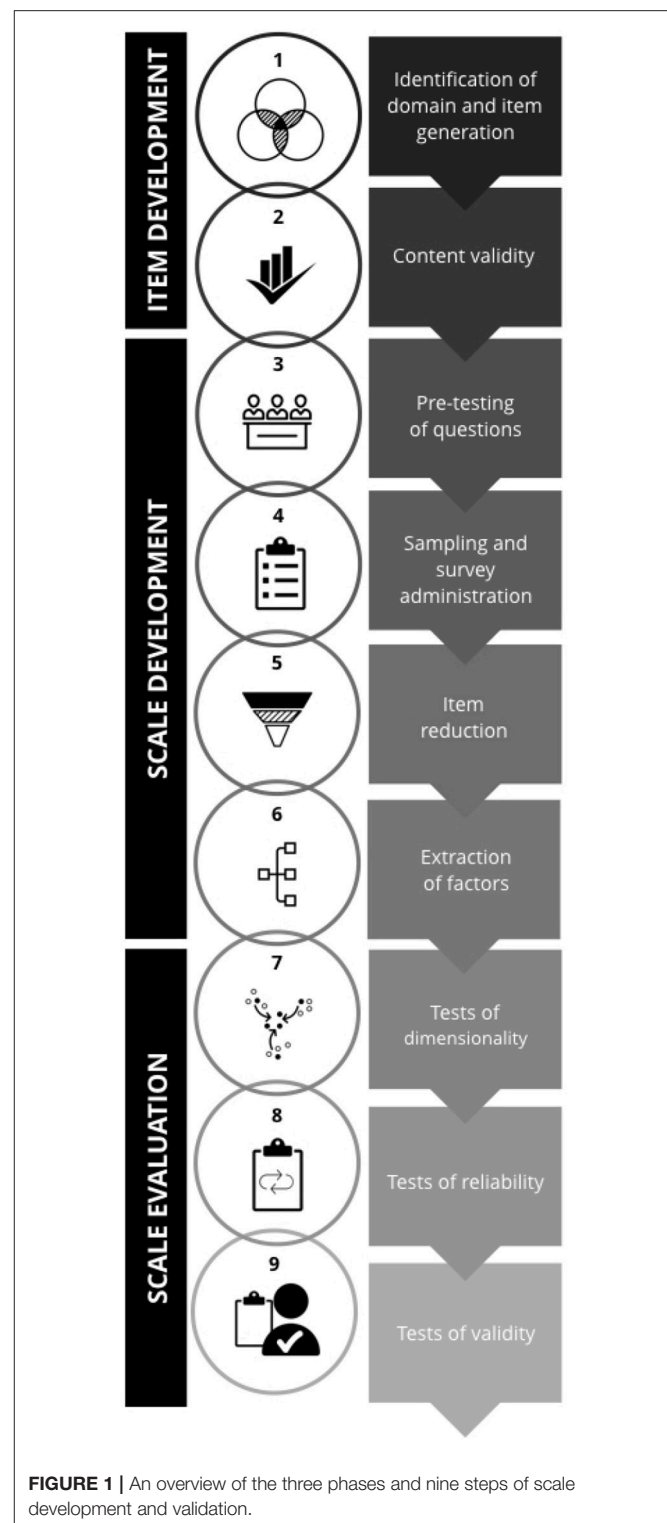 ITEM DEVELOPMENT
1
Identification of
domain and item
generation
2
Content validity
SCALE DEVELOPMENT
3
Pre-testing
of questions
4
Sampling and
survey
administration
5
Item
reduction
6
Extraction
of factors
SCALE EVALUATION
7
Tests of
dimensionality
8
Tests of reliability
9
Tests of validity
FIGURE 1 | An overview of the three phases and nine steps of scale
development and validation.